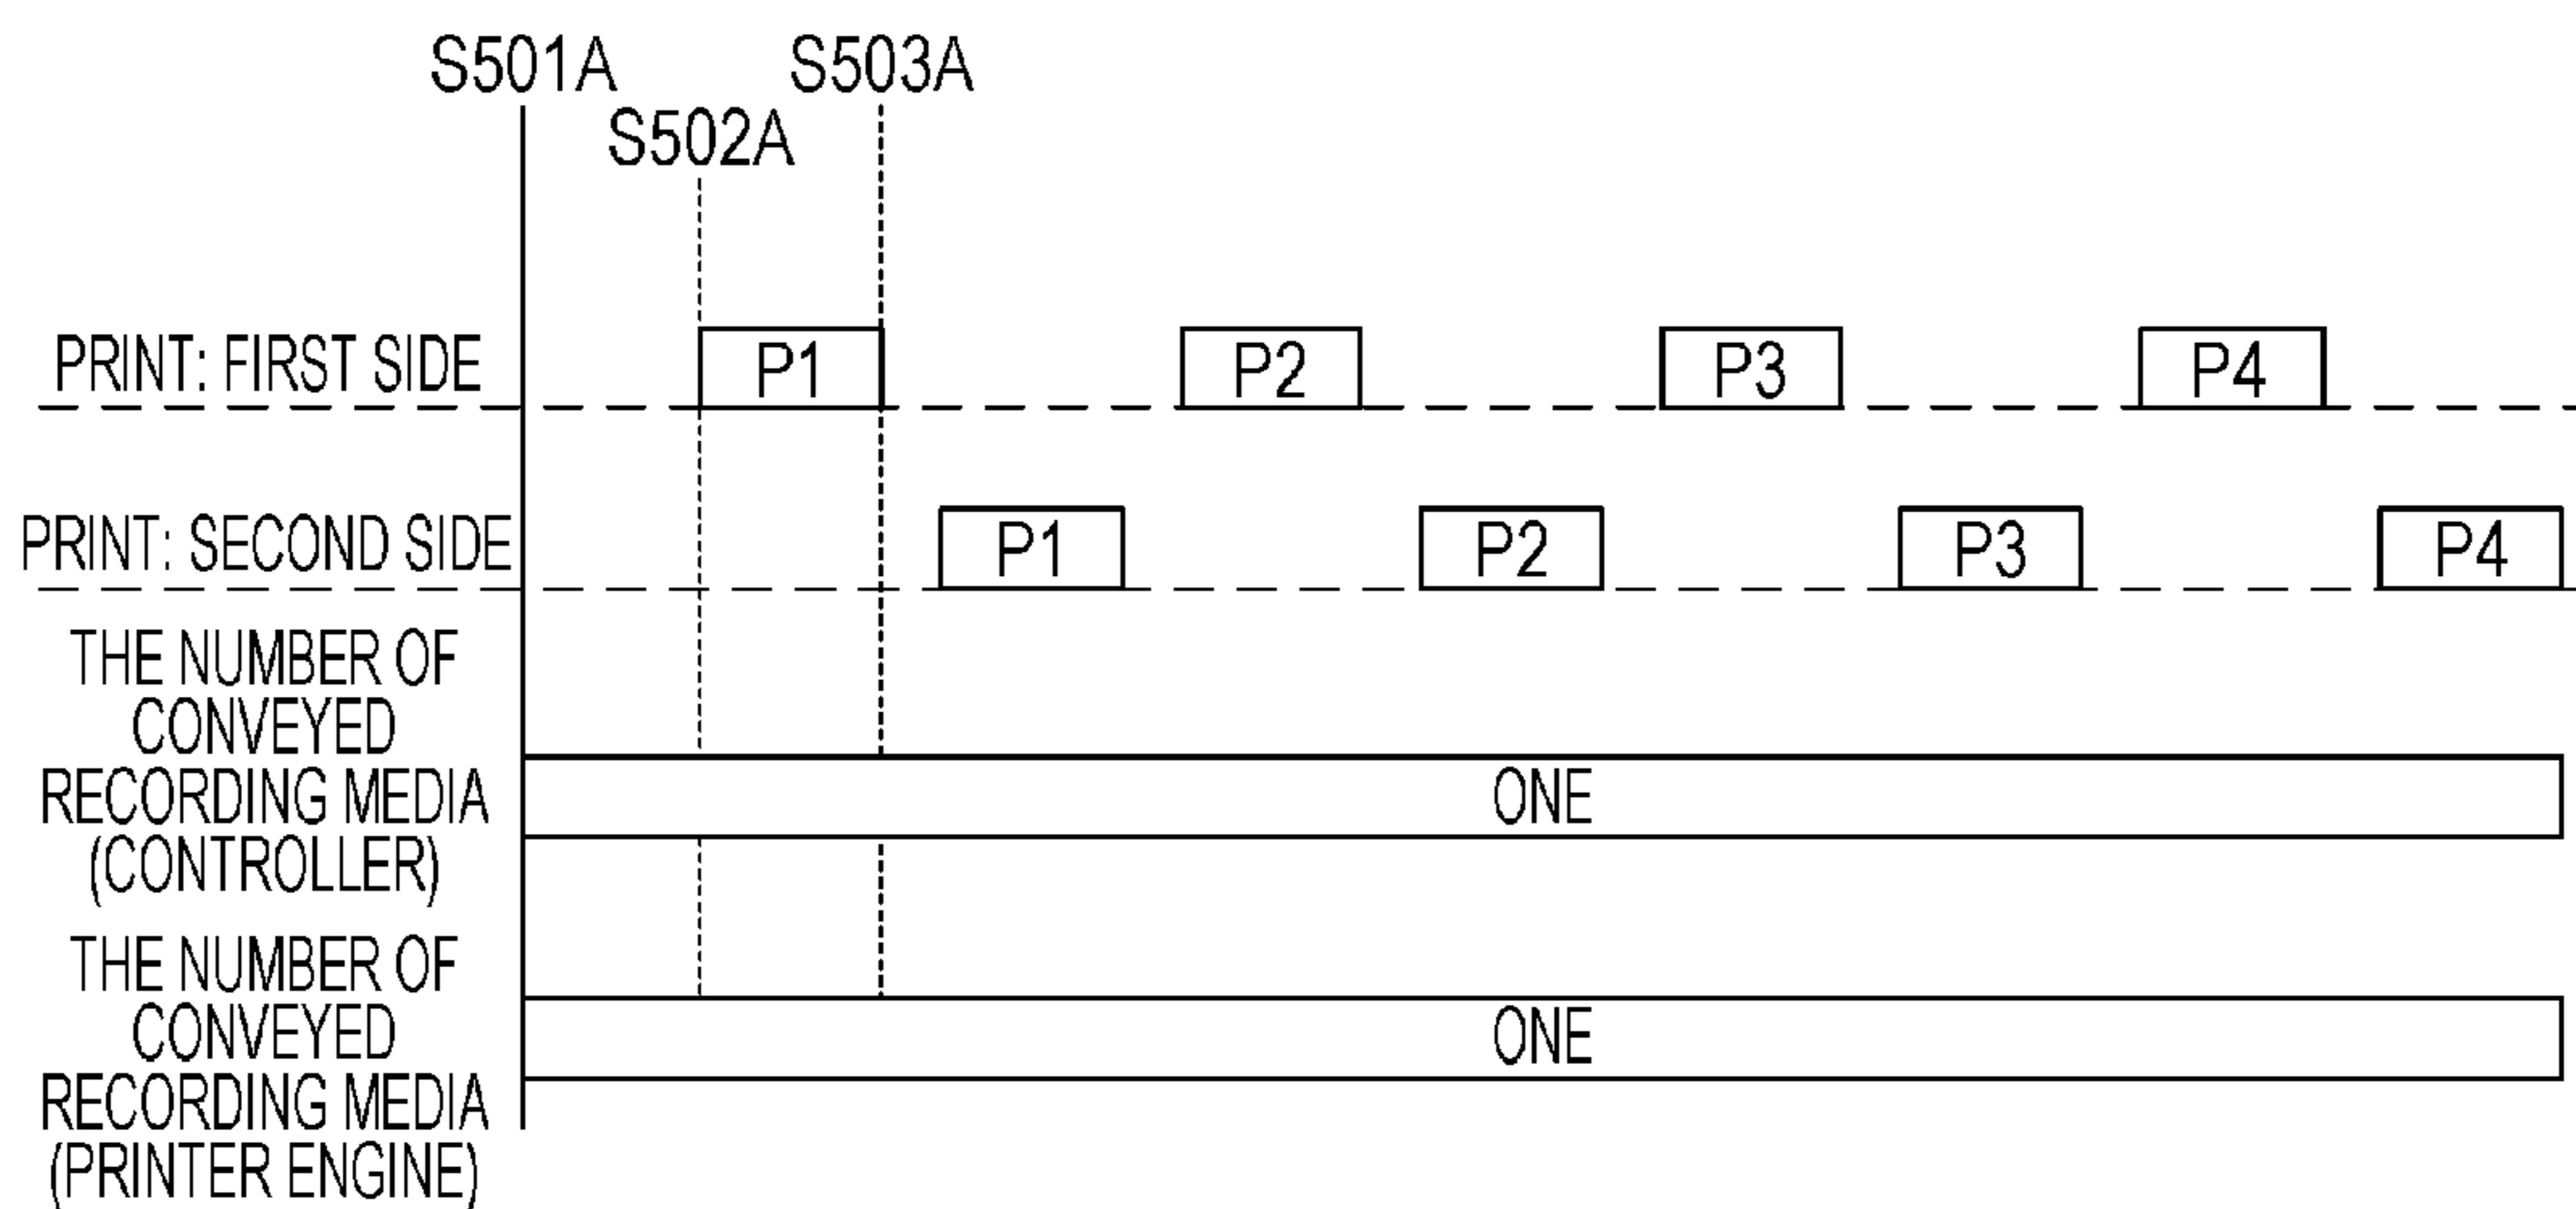 S501A
S503A
S502A
PRINT: FIRST SIDE
P1
P2
P3
P4
PRINT: SECOND SIDE
P1
P2
P3
P4
THE NUMBER OF
CONVEYED
RECORDING MEDIA
(CONTROLLER)
ONE
THE NUMBER OF
CONVEYED
RECORDING MEDIA
(PRINTER ENGINE)
ONE